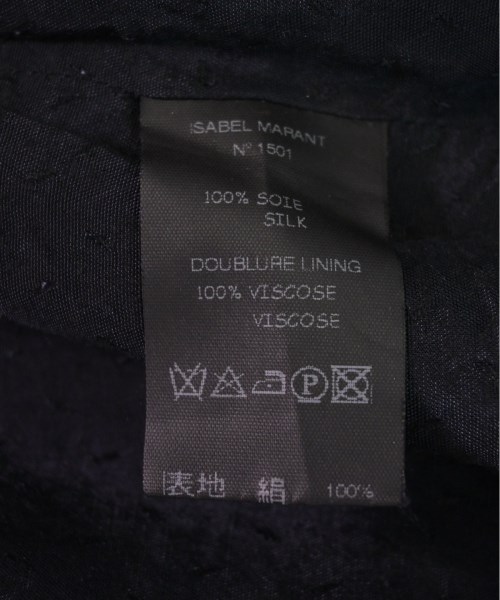 ISABEL MARANT
N° 1501
100% SOIE
SILK
DOUBLURE LINING
100% VISCOSE
VISCOSE
P
表地 絹 100%